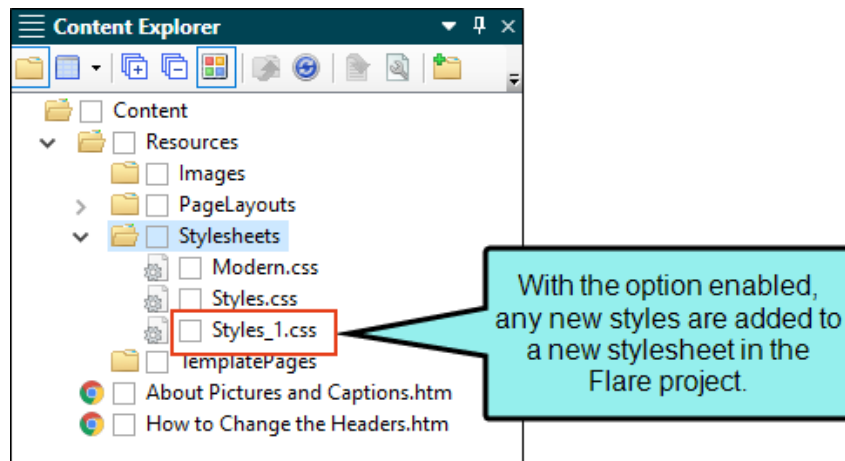 Content Explorer
Content
Resources
Images
PageLayouts
Stylesheets
Modern.css
Styles.css
Styles_1.css
TemplatePages
About Pictures and Captions.htm
How to Change the Headers.htm
With the option enabled,
any new styles are added to
a new stylesheet in the
Flare project.